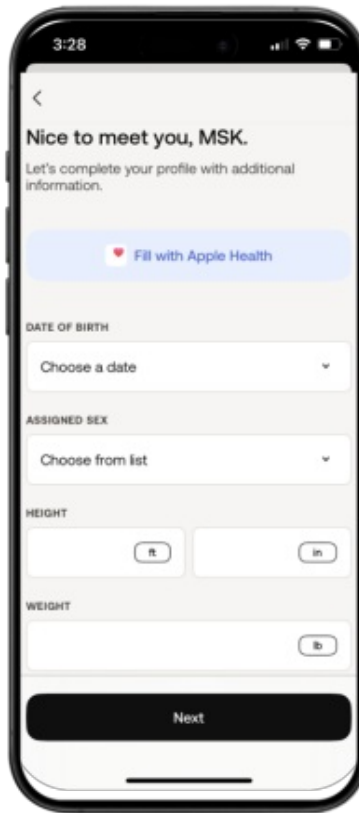 3:28
Nice to meet you, MSK.
Let's complete your profile with additional
information.
Fill with Apple Health
DATE OF BIRTH
Choose a date
ASSIGNED SEX
Choose from list
HEIGHT
ft
in
WEIGHT
lb
Next